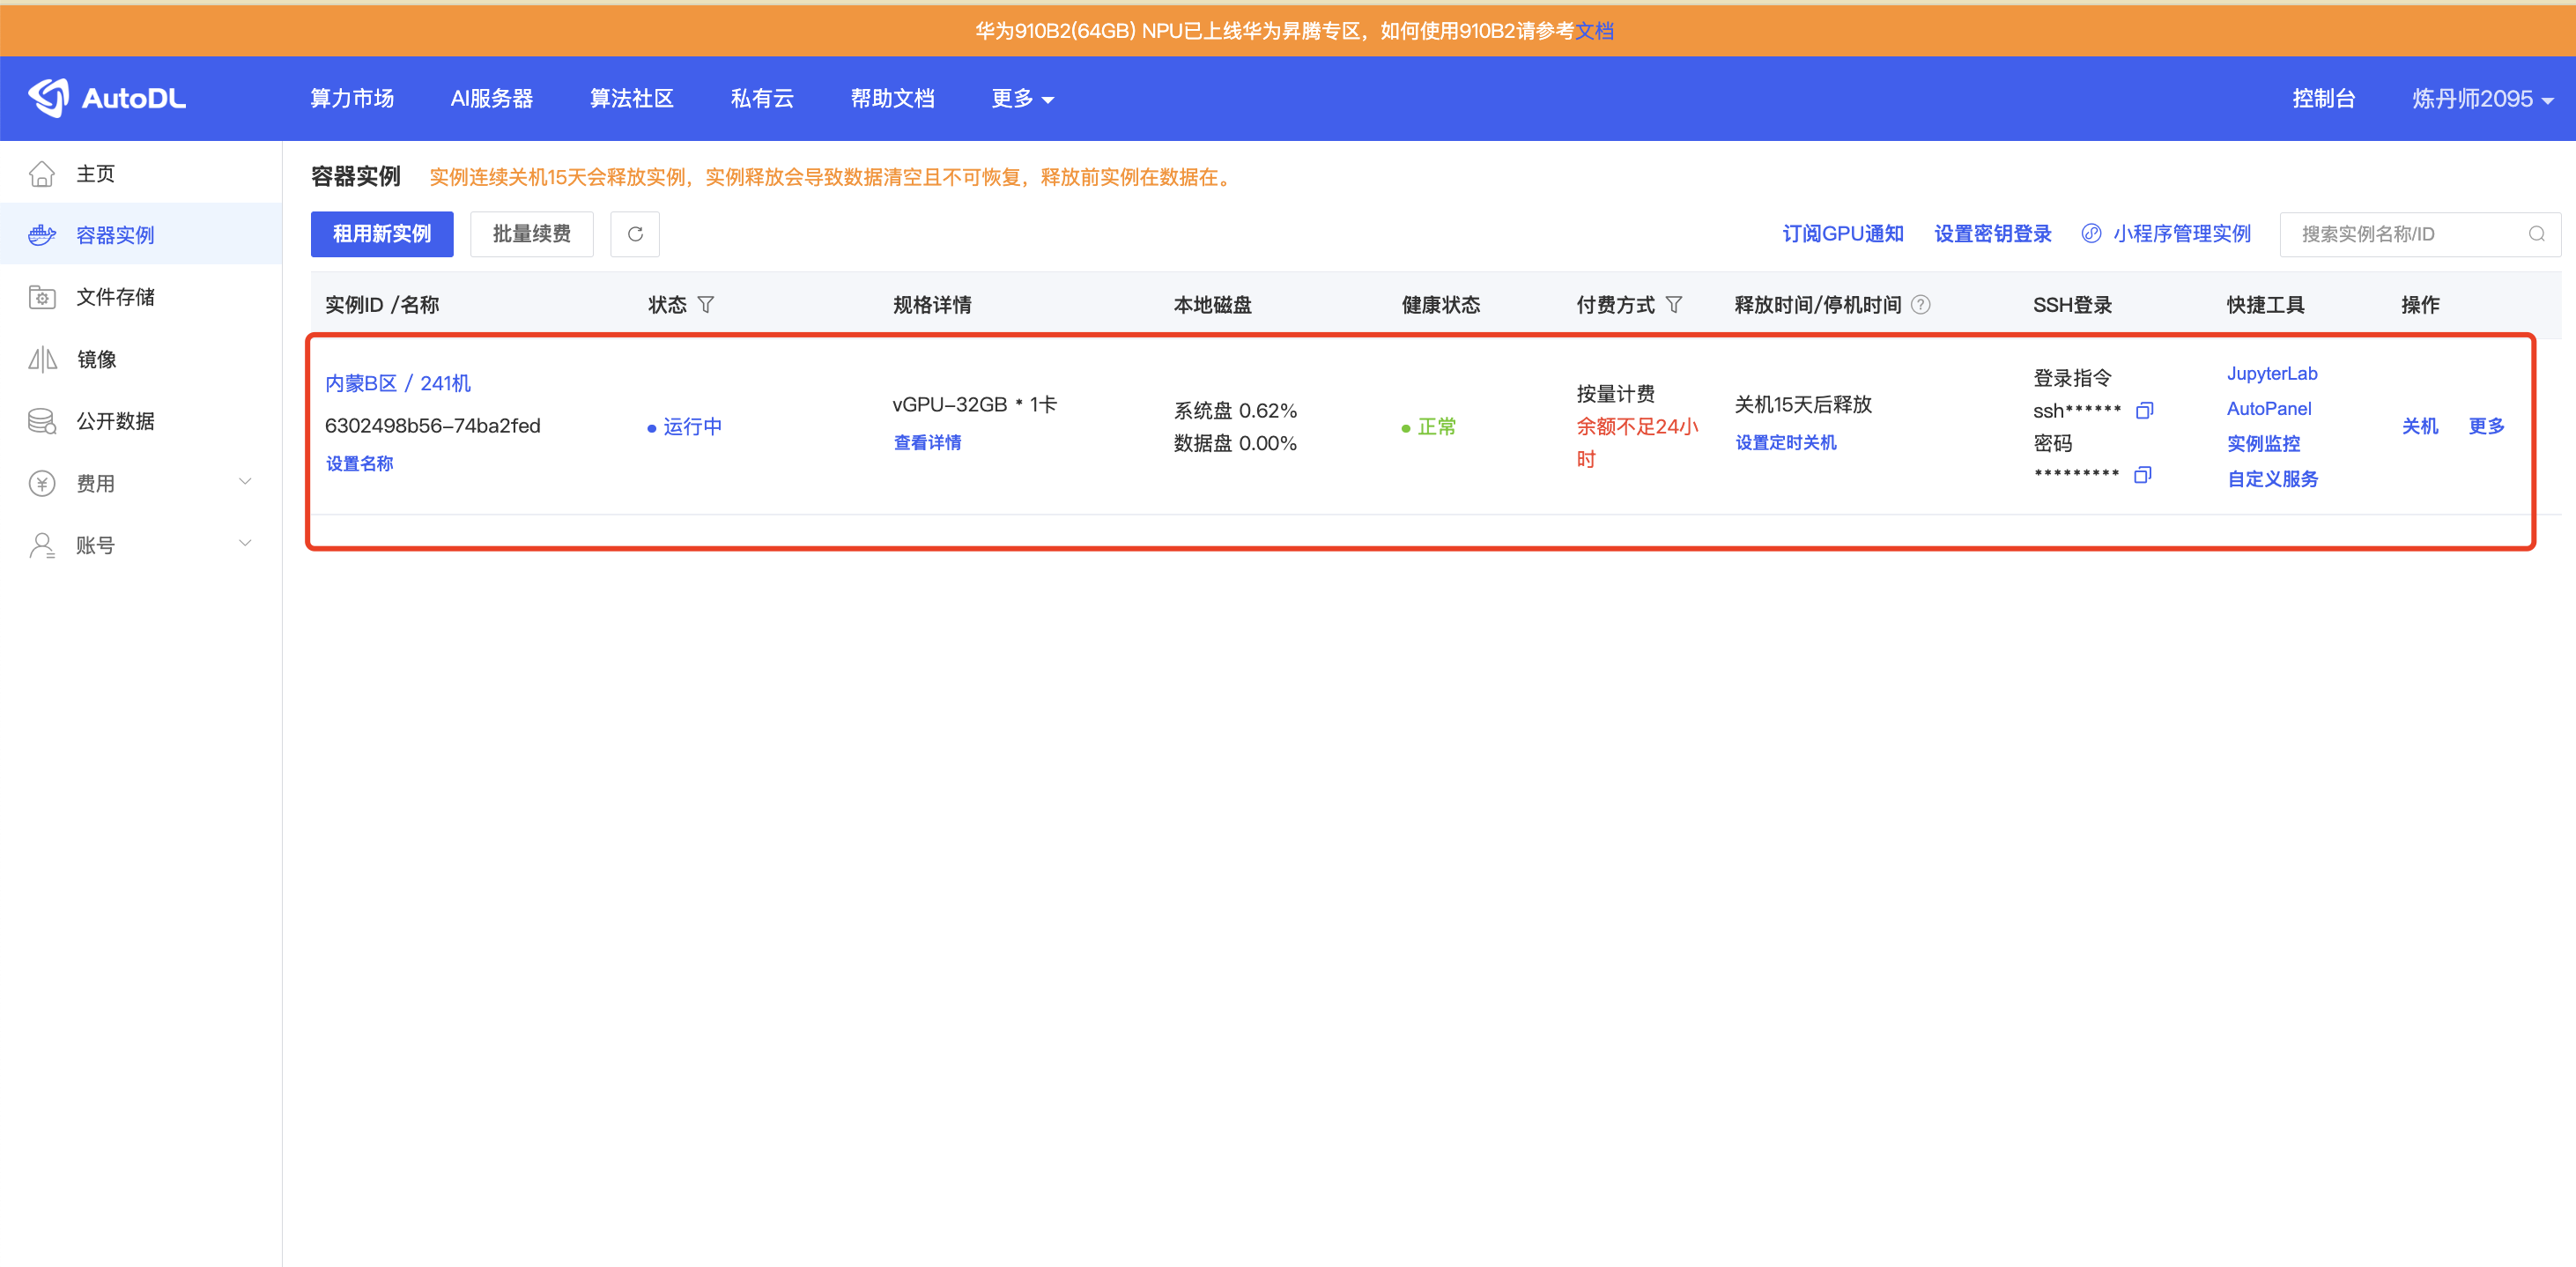 华为910B2(64GB) NPU已上线华为昇腾专区，如何使用910B2请参考文档
AutoDL
算力市场 AI服务器 算法社区 私有云 帮助文档 更多 控制台 炼丹师2095
主页
容器实例
文件存储
镜像
公开数据
费用
账号
容器实例 实例连续关机15天会释放实例，实例释放会导致数据清空且不可恢复，释放前实例在数据在。
租用新实例 批量续费 订阅GPU通知 设置密钥登录 小程序管理实例 搜索实例名称/ID
实例ID /名称 状态 规格详情 本地磁盘 健康状态 付费方式 释放时间/停机时间 SSH登录 快捷工具 操作
内蒙B区 / 241机
6302498b56-74ba2fed
设置名称
运行中
vGPU-32GB * 1卡
查看详情
系统盘 0.62%
数据盘 0.00%
正常
按量计费
余额不足24小
时
关机15天后释放
设置定时关机
登录指令
ssh******
密码
*********
JupyterLab
AutoPanel
实例监控
自定义服务
关机 更多